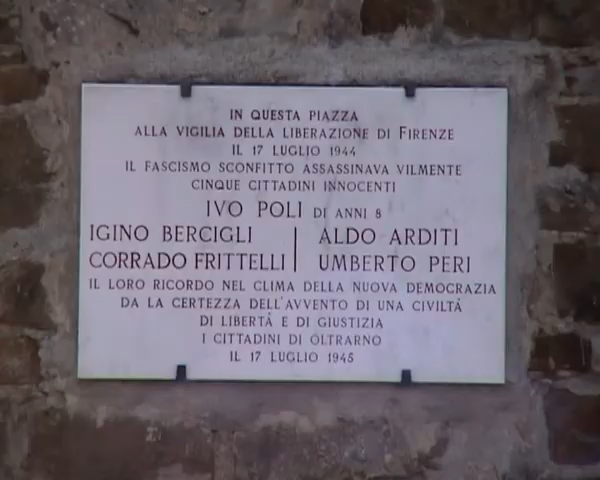 IN QUESTA PIAZZA
ALLA VIGILIA DELLA LIBERAZIONE DI FIRENZE
IL 17 LUGLIO 1944
IL FASCISMO SCONFITTO ASSASSINAVA VILMENTE
CINQUE CITTADINI INNOCENTI
IVO POLI DI ANNI 8
IGINO BERCIGLI ALDO ARDITI
CORRADO FRITTELLI UMBERTO PERI
IL LORO RICORDO NEL CLIMA DELLA NUOVA DEMOCRAZIA
DA LA CERTEZZA DELL'AVVENTO DI UNA CIVILTÁ
DI LIBERTÀ E DI GIUSTIZIA
I CITTADINI DI OLTRARNO
IL 17 LUGLIO 1945